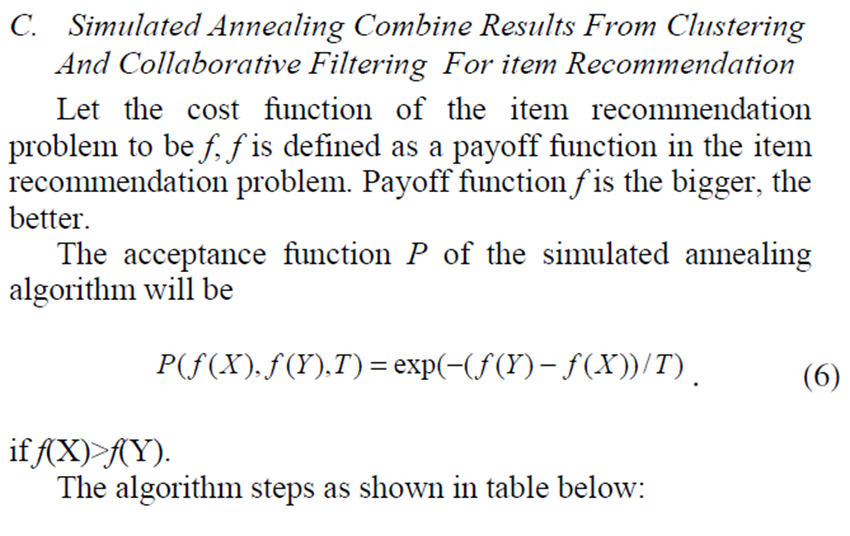 C. Simulated Annealing Combine Results From Clustering
And Collaborative Filtering For item Recommendation
Let the cost function of the item recommendation
problem to be f, f is defined as a payoff function in the item
recommendation problem. Payoff function f is the bigger, the
better.
The acceptance function P of the simulated annealing
algorithm will be
P(f(X), f(Y),T) = exp(−(f(Y) − f(X))/T) . (6)
if f(X)>f(Y).
The algorithm steps as shown in table below: